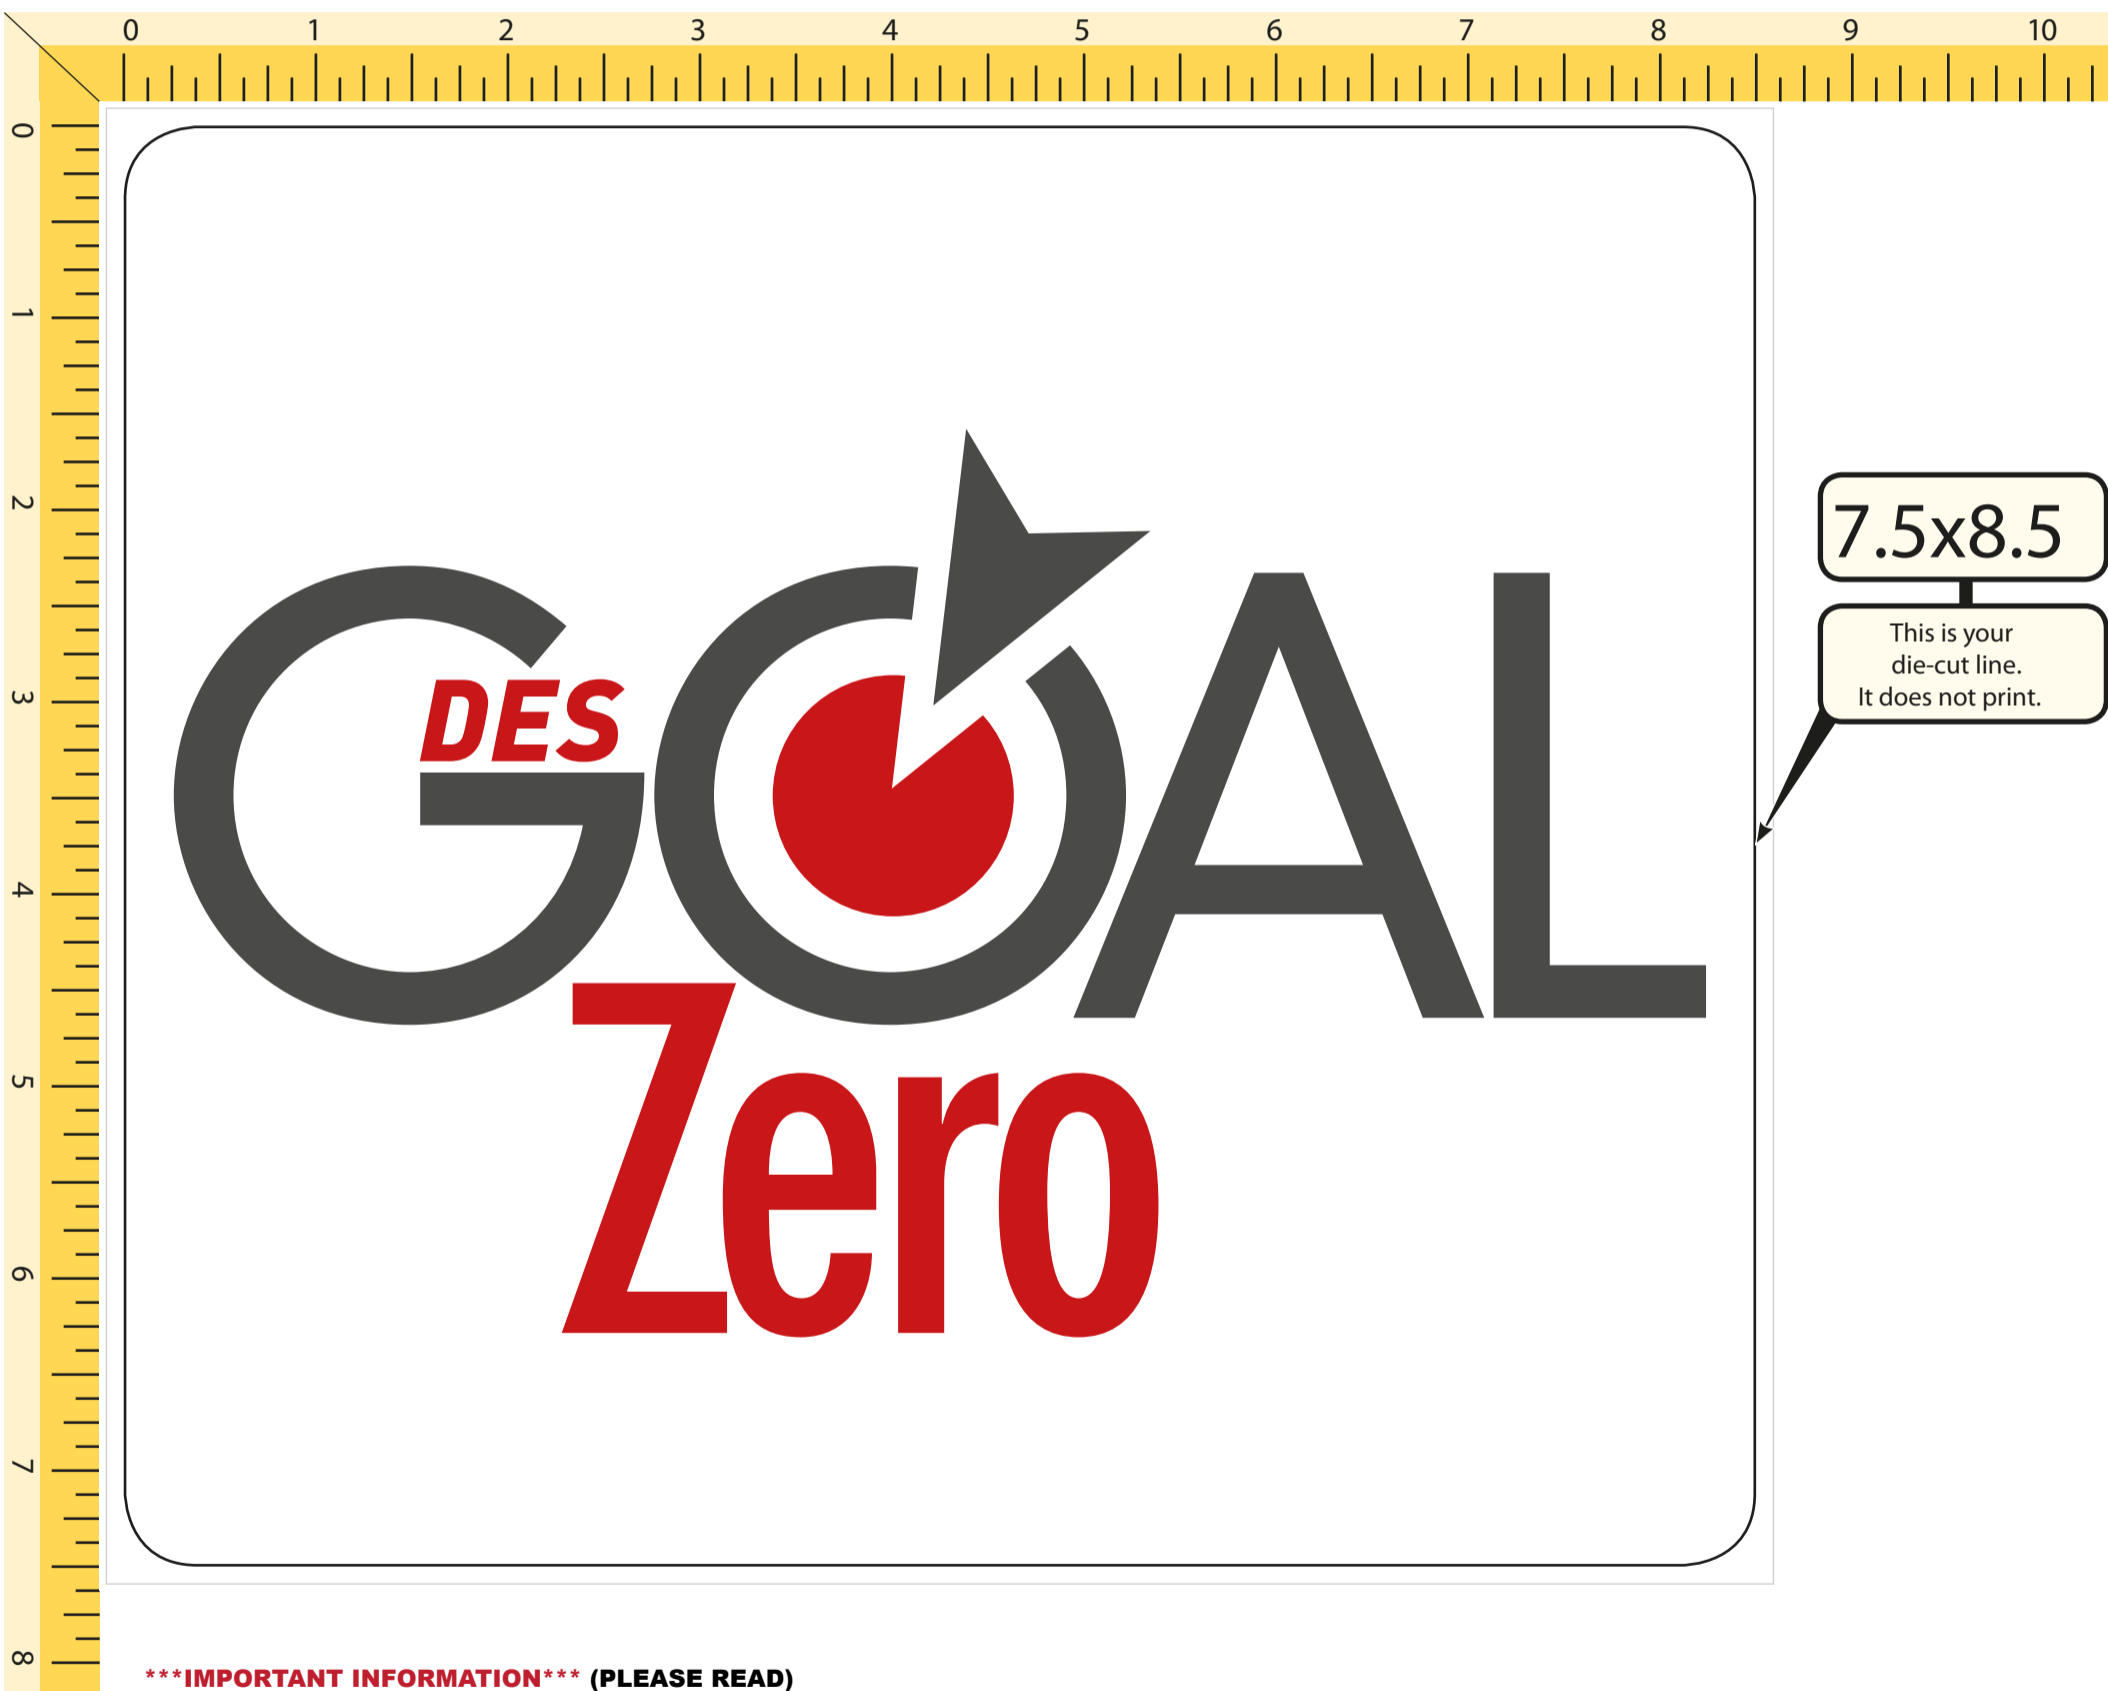 0 1 2 3 4 5 6 7 8 9 10
0
1
2
3
4
5
6
7
8
DES
GOAL
Zero
7.5x8.5
This is your
die-cut line.
It does not print.
***IMPORTANT INFORMATION*** (PLEASE READ)